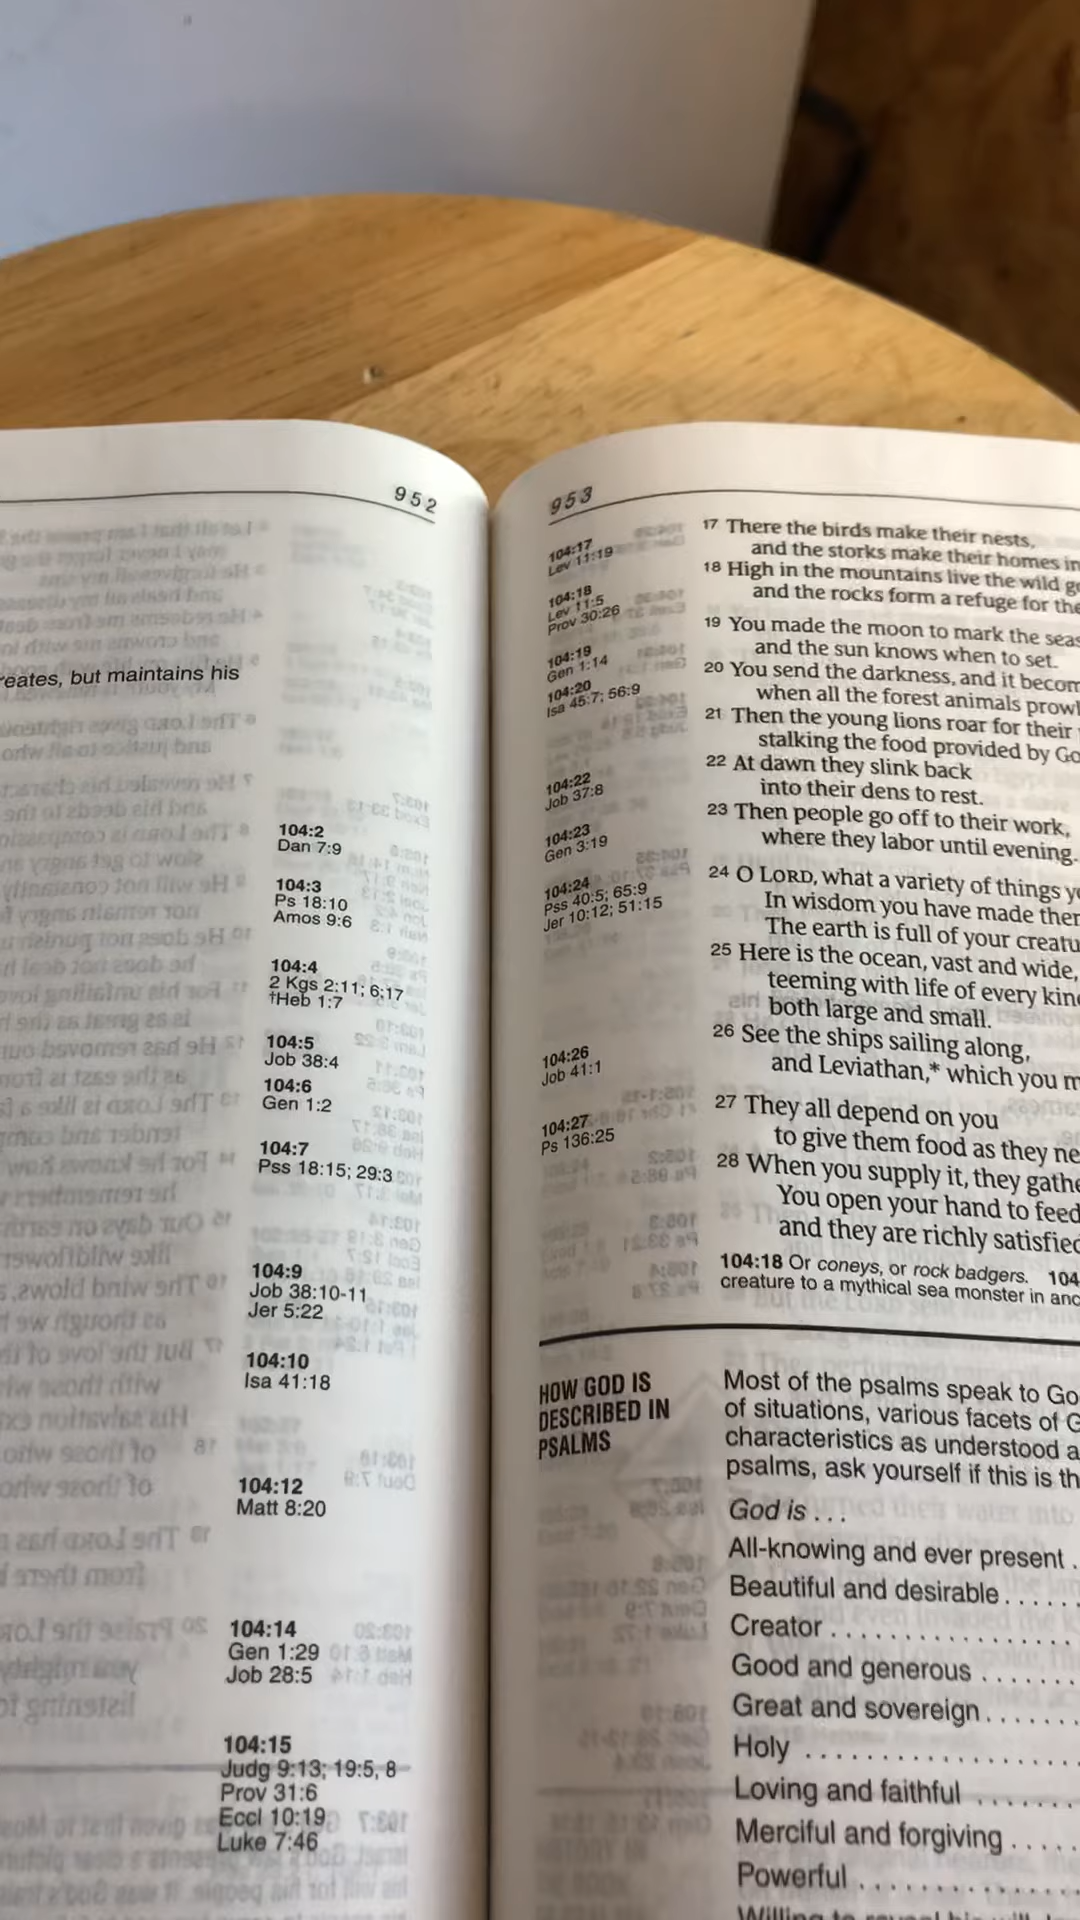 952
eates, but maintains his
104:2
Dan 7:9
104:3
Ps 18:10
Amos 9:6
104:4
2 Kgs 2:11; 6:17
†Heb 1:7
104:5
Job 38:4
104:6
Gen 1:2
104:7
Pss 18:15; 29:3
104:9
Job 38:10-11
Jer 5:22
104:10
Isa 41:18
104:12
Matt 8:20
104:14
Gen 1:29
Job 28:5
104:15
Judg 9:13; 19:5, 8
Prov 31:6
Eccl 10:19
Luke 7:46
953
104:17
Lev 11:19
104:18
Lev 11:5
Prov 30:26
104:19
Gen 1:14
104:20
Isa 45:7; 56:9
104:22
Job 37:8
104:23
Gen 3:19
104:24
Pss 40:5; 65:9
Jer 10:12; 51:15
104:26
Job 41:1
104:27
Ps 136:25
17 There the birds make their nests,
and the storks make their homes in
18 High in the mountains live the wild g
and the rocks form a refuge for the
19 You made the moon to mark the seas
and the sun knows when to set.
20 You send the darkness, and it becom
when all the forest animals prowl
21 Then the young lions roar for their
stalking the food provided by Go
22 At dawn they slink back
into their dens to rest.
23 Then people go off to their work,
where they labor until evening.
24 O LORD, what a variety of things y
In wisdom you have made ther
The earth is full of your creatu
25 Here is the ocean, vast and wide,
teeming with life of every kin
both large and small.
26 See the ships sailing along,
and Leviathan,* which you m
27 They all depend on you
to give them food as they ne
28 When you supply it, they gathe
You open your hand to feed
and they are richly satisfied
104:18 Or coneys, or rock badgers. 104
creature to a mythical sea monster in anc
HOW GOD IS
DESCRIBED IN
PSALMS
Most of the psalms speak to Go
of situations, various facets of G
characteristics as understood a
psalms, ask yourself if this is th
God is . . .
All-knowing and ever present .
Beautiful and desirable . . . . .
Creator . . . . . . . . . . . . . . . .
Good and generous . . . . . . .
Great and sovereign . . . . . .
Holy . . . . . . . . . . . . . . . . . .
Loving and faithful . . . . . . .
Merciful and forgiving . . . . .
Powerful . . . . . . . . . . . . . .